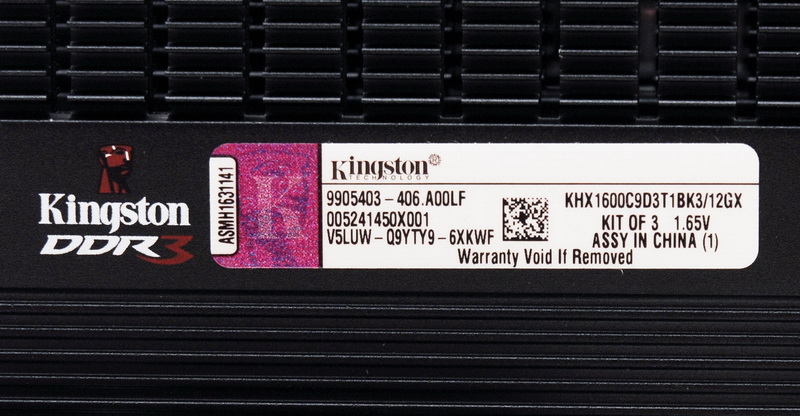 Kingston
DDR3
ASMH1631141
Kingston®
TECHNOLOGY
9905403-406.A00LF
005241450X001
V5LUW-Q9YTY9-6XKWF
KHX1600C9D3T1BK3/12GX
KIT OF 3 1.65V
ASSY IN CHINA (1)
Warranty Void If Removed